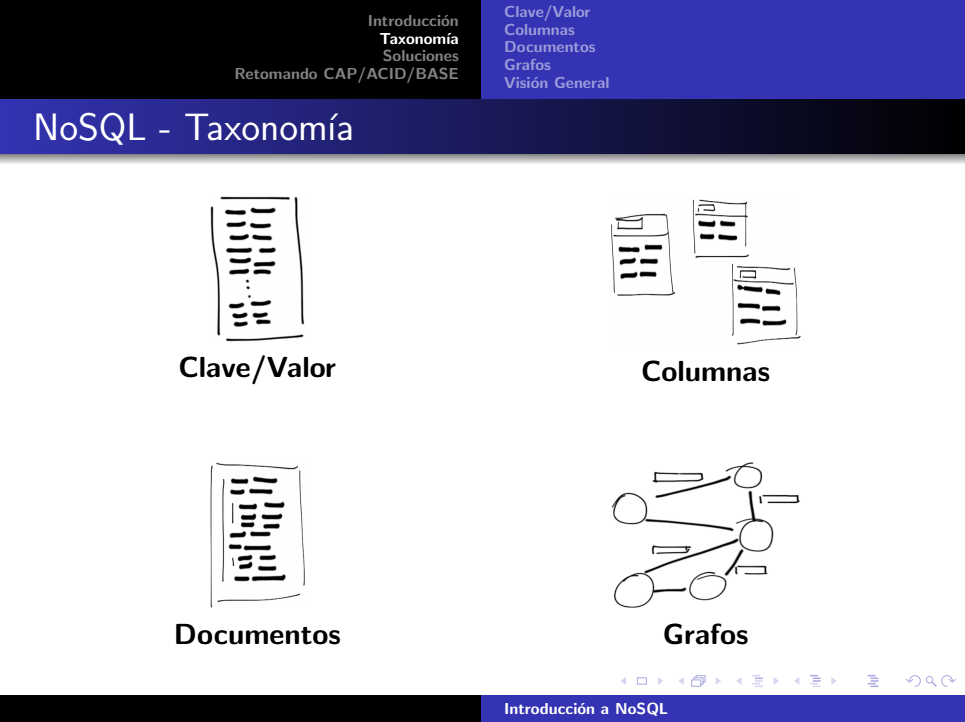 Introducción
Taxonomía
Soluciones
Retomando CAP/ACID/BASE
Clave/Valor
Columnas
Documentos
Grafos
Visión General
NoSQL - Taxonomía
Clave/Valor
Columnas
Documentos
Grafos
Introducción a NoSQL